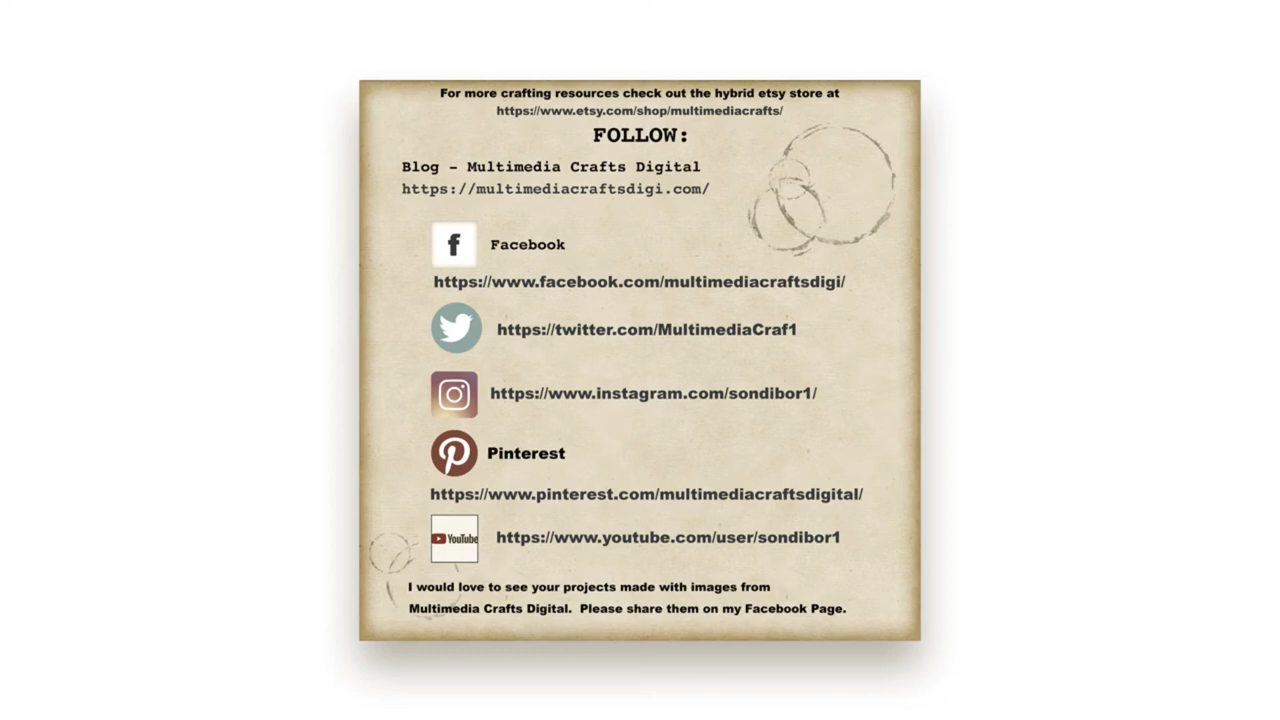 For more crafting resources check out the hybrid etsy store at
https://www.etsy.com/shop/multimediacrafts/
FOLLOW:
Blog - Multimedia Crafts Digital
https://multimediacraftsdigi.com/
f Facebook
https://www.facebook.com/multimediacraftsdigi/
https://twitter.com/MultimediaCraf1
https://www.instagram.com/sondibor1/
Pinterest
https://www.pinterest.com/multimediacraftsdigital/
YouTube https://www.youtube.com/user/sondibor1
I would love to see your projects made with images from
Multimedia Crafts Digital. Please share them on my Facebook Page.